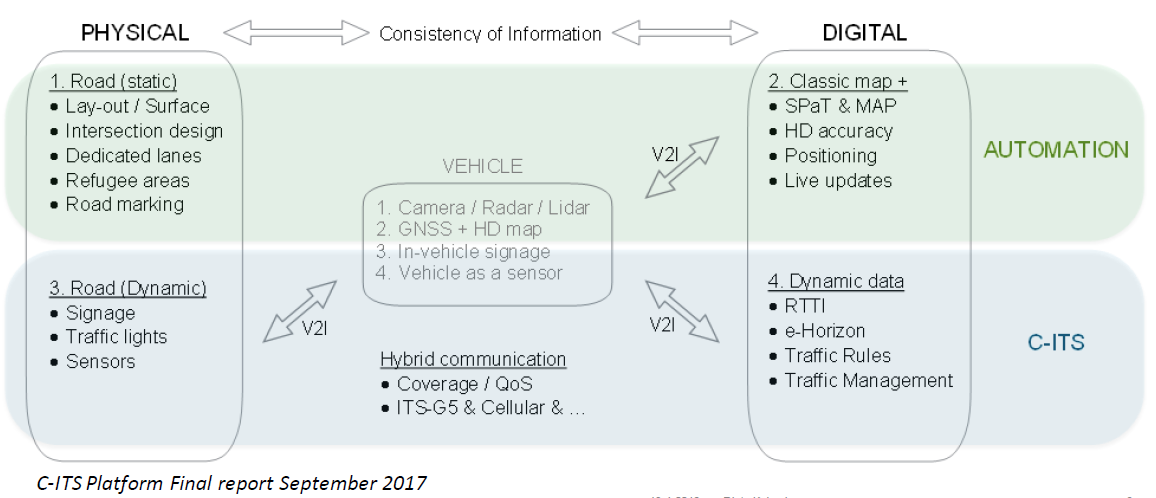 PHYSICAL
Consistency of Information
DIGITAL
1. Road (static)
• Lay-out / Surface
• Intersection design
• Dedicated lanes
• Refugee areas
• Road marking
2. Classic map +
• SPaT & MAP
• HD accuracy
• Positioning
• Live updates
AUTOMATION
V2I
VEHICLE
1. Camera / Radar / Lidar
2. GNSS + HD map
3. In-vehicle signage
4. Vehicle as a sensor
3. Road (Dynamic)
• Signage
• Traffic lights
• Sensors
V2I
V2I
4. Dynamic data
• RTTI
• e-Horizon
• Traffic Rules
• Traffic Management
C-ITS
Hybrid communication
• Coverage / QoS
• ITS-G5 & Cellular & ...
C-ITS Platform Final report September 2017